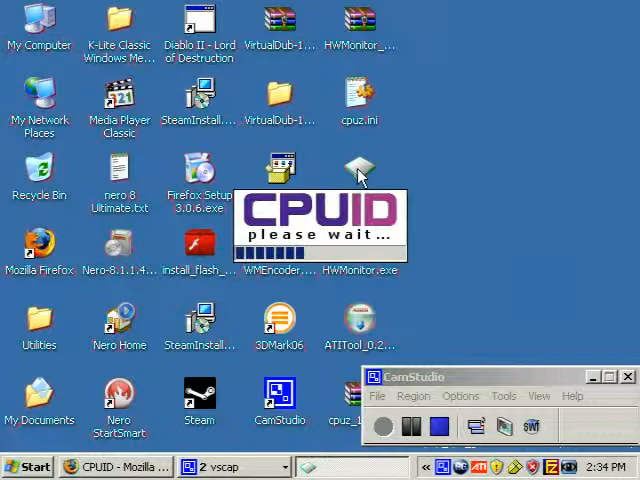 My Computer
K-Lite Classic
Windows Me...
Diablo II - Lord
of Destruction
VirtualDub-1...
HWMonitor_...
My Network
Places
Media Player
Classic
SteamInstall....
VirtualDub-1...
cpuz.ini
Recycle Bin
nero 8
Ultimate.txt
Firefox Setup
3.0.6.exe
CPUID
please wait...
Mozilla Firefox
Nero-8.1.1.4...
install_flash_...
WMEncoder....
HWMonitor.exe
Utilities
Nero Home
SteamInstall...
3DMark06
ATITool_0.2...
My Documents
Nero
StartSmart
Steam
CamStudio
cpuz_1
CamStudio
File Region Options Tools View Help
SWF
Start
CPUID - Mozilla ...
2 vscap
«
ATI
2:34 PM